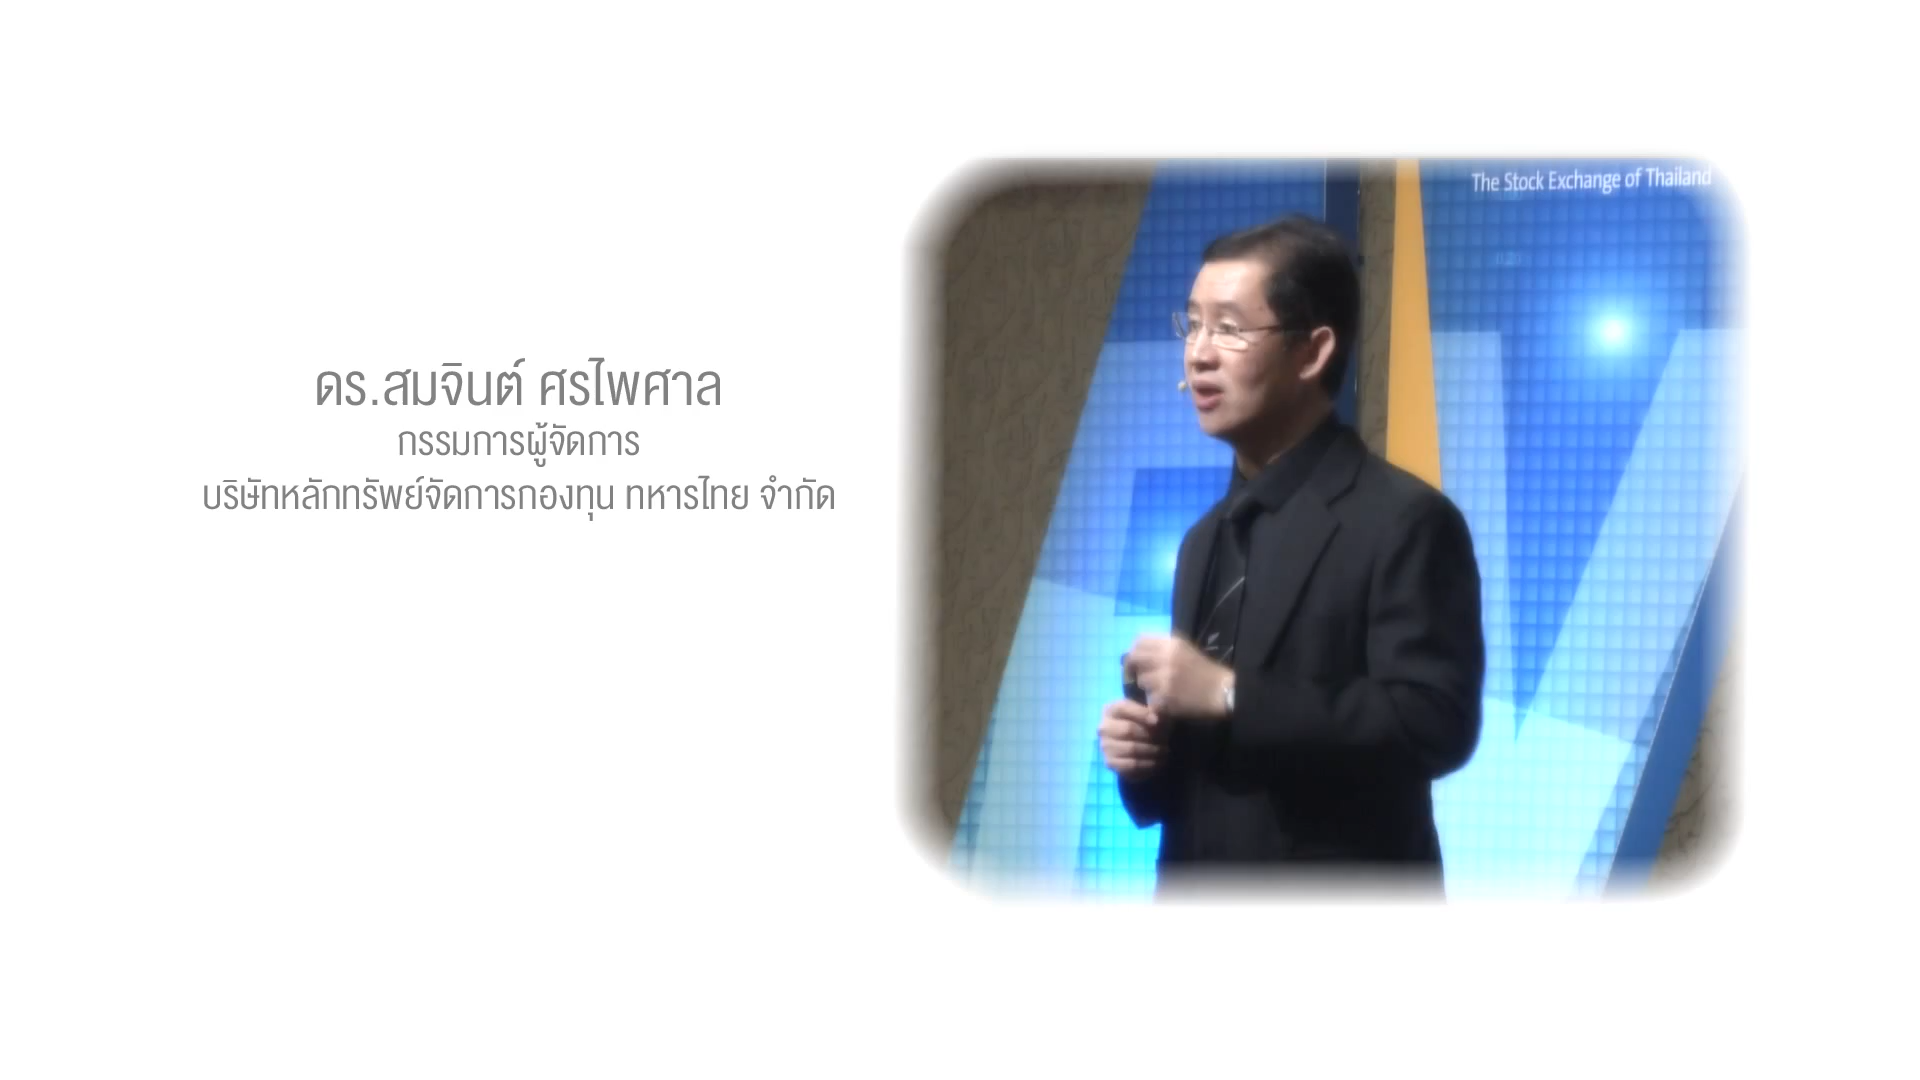 ดร.สมจินต์ ศรไพศาล
กรรมการผู้จัดการ
บริษัทหลักทรัพย์จัดการกองทุน ทหารไทย จำกัด
The Stock Exchange of Thailand